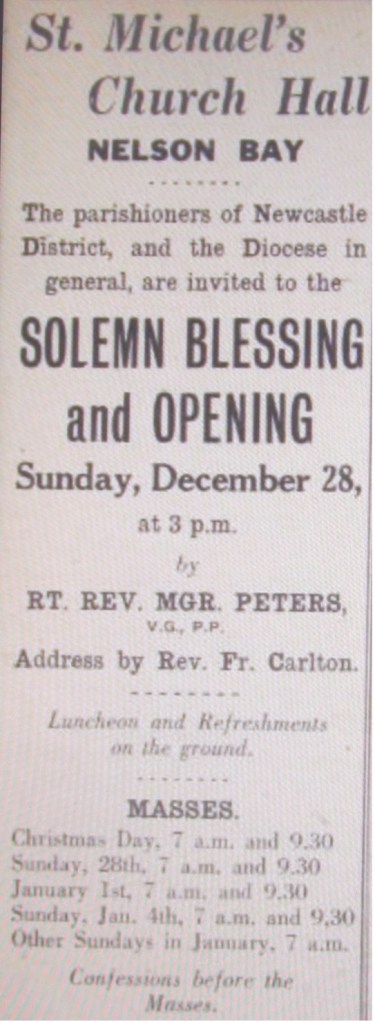 St. Michael's
Church Hall
NELSON BAY
The parishioners of Newcastle
District, and the Diocese in
general, are invited to the
SOLEMN BLESSING
and OPENING
Sunday, December 28,
at 3 p.m.
by
RT. REV. MGR. PETERS,
V.G., P.P.
Address by Rev. Fr. Carlton.
Luncheon and Refreshments
on the ground.
MASSES.
Christmas Day, 7 a.m. and 9.30
Sunday, 28th, 7 a.m. and 9.30
January 1st, 7 a.m. and 9.30
Sunday, Jan. 4th, 7 a.m. and 9.30
Other Sundays in January, 7 a.m.
Confessions before the
Masses.